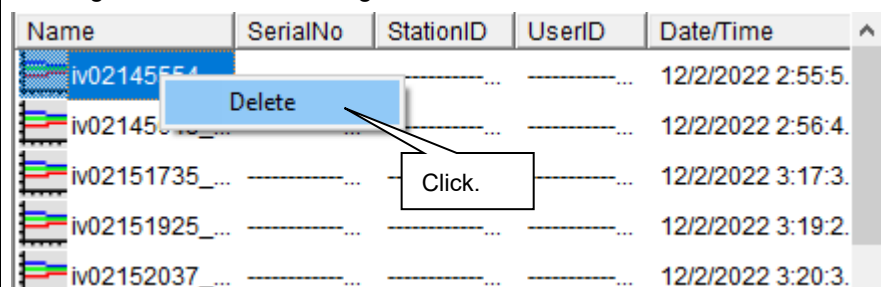 Name SerialNo StationID UserID Date/Time
iv02145554 -----------... -----------... 12/2/2022 2:55:5.
Delete
-----------... -----------... 12/2/2022 2:56:4.
Click.
iv02151735_... ------------... -----------... 12/2/2022 3:17:3.
iv02151925_... ------------... -----------... -----------... 12/2/2022 3:19:2.
iv02152037_... ------------... -----------... -----------... 12/2/2022 3:20:3.